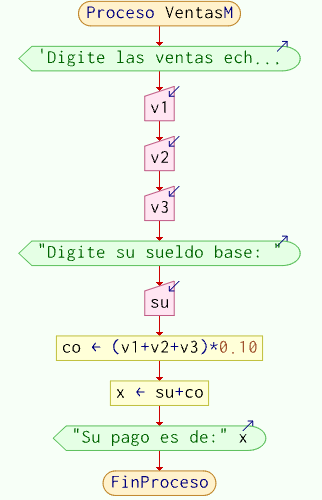 Proceso VentasM
'Digite las ventas ech...
v1
v2
v3
"Digite su sueldo base: "
su
co ← (v1+v2+v3)*0.10
x ← su+co
"Su pago es de:" x
FinProceso